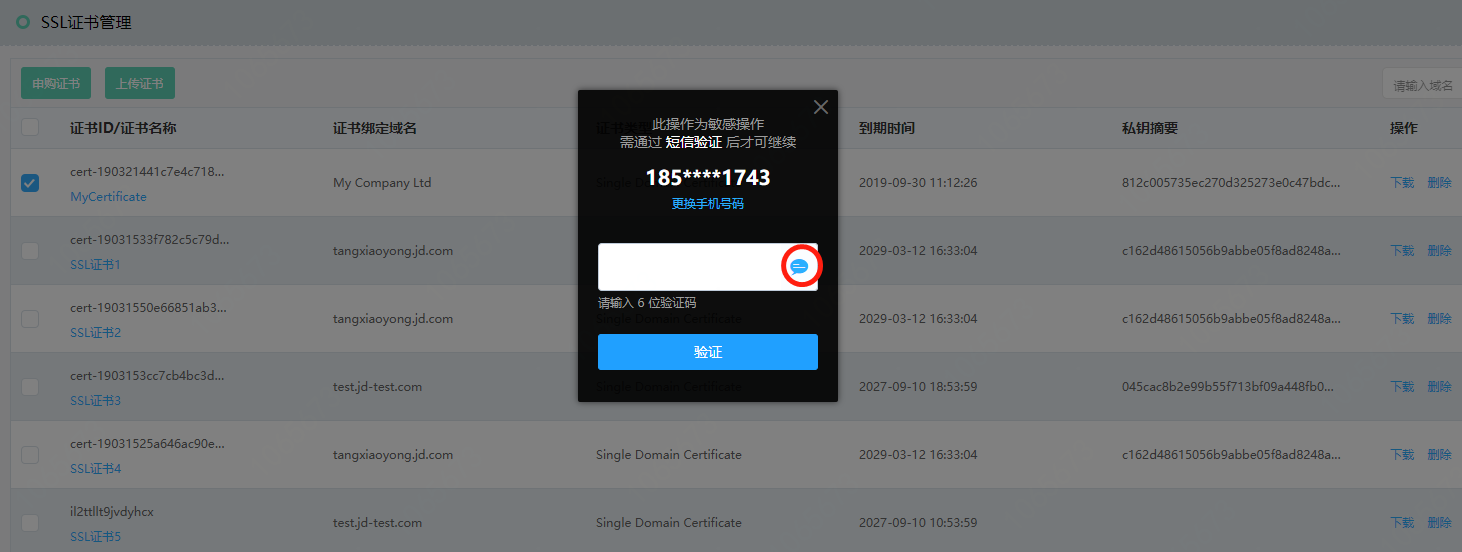 SSL证书管理
申购证书 上传证书 请输入域名
证书ID/证书名称 证书绑定域名 到期时间 私钥摘要 操作
cert-190321441c7e4c718...
MyCertificate
My Company Ltd 2019-09-30 11:12:26 812c005735ec270d325273e0c47bdc... 下载 删除
cert-19031533f782c5c79d...
SSL证书1
tangxiaoyong.jd.com 2029-03-12 16:33:04 c162d48615056b9abbe05f8ad8248a... 下载 删除
cert-19031550e66851ab3...
SSL证书2
tangxiaoyong.jd.com Single Domain Certificate 2029-03-12 16:33:04 c162d48615056b9abbe05f8ad8248a... 下载 删除
cert-1903153cc7cb4bc3d...
SSL证书3
test.jd-test.com Single Domain Certificate 2027-09-10 18:53:59 045cac8b2e99b55f713bf09a448fb0... 下载 删除
cert-19031525a646ac90e...
SSL证书4
tangxiaoyong.jd.com Single Domain Certificate 2029-03-12 16:33:04 c162d48615056b9abbe05f8ad8248a... 下载 删除
il2ttllt9jvdyhcx
SSL证书5
test.jd-test.com Single Domain Certificate 2027-09-10 10:53:59 下载 删除
此操作为敏感操作
需通过 短信验证 后才可继续
185****1743
更换手机号码
请输入 6 位验证码
验证